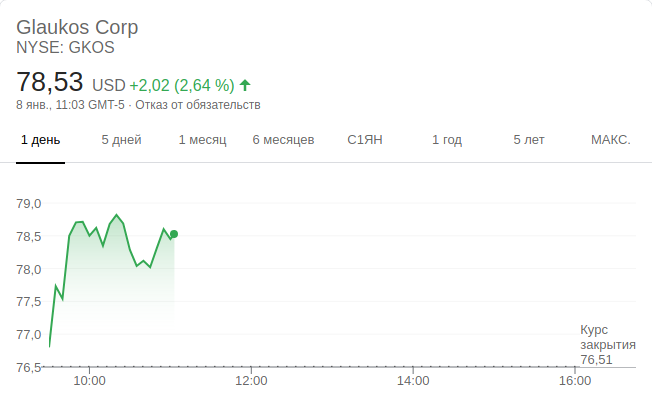 Glaukos Corp
NYSE: GKOS
78,53 USD +2,02 (2,64 %)
8 янв., 11:03 GMT-5 · Отказ от обязательств
1 день 5 дней 1 месяц 6 месяцев С1ЯН 1 год 5 лет МАКС.
79,0
78,5
78,0
77,5
77,0
76,5
Курс
закрытия
76,51
10:00 12:00 14:00 16:00